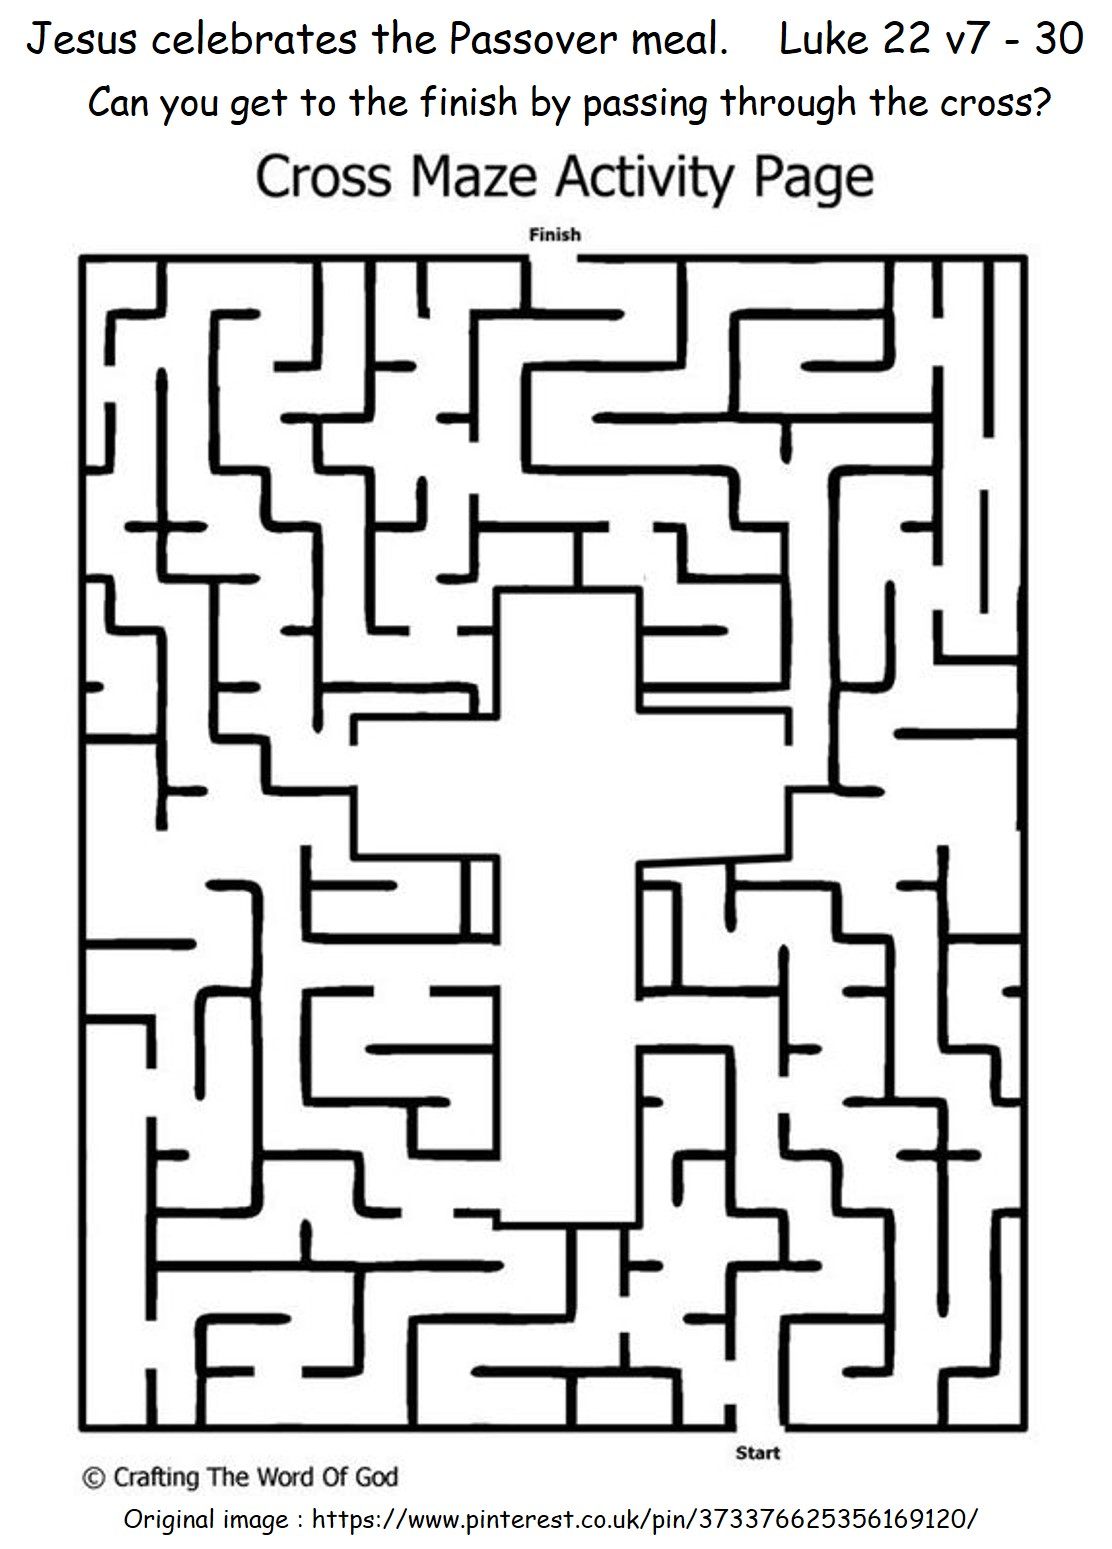 Jesus celebrates the Passover meal.    Luke 22 v7 - 30
Can you get to the finish by passing through the cross?
Cross Maze Activity Page
Finish
Start
© Crafting The Word Of God
Original image : https://www.pinterest.co.uk/pin/373376625356169120/